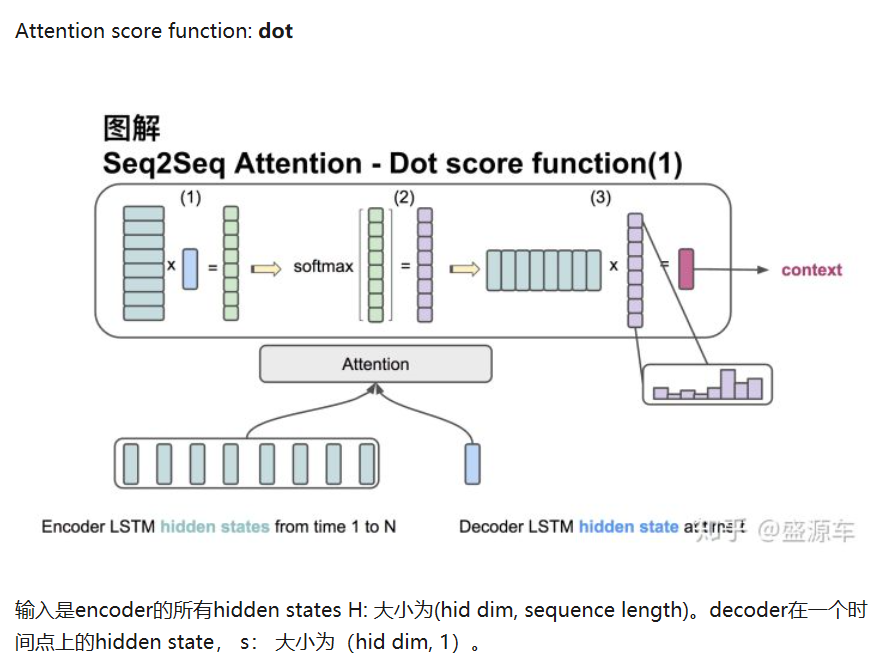 Attention score function: dot
图解
Seq2Seq Attention - Dot score function(1)
(1) (2) (3)
x = softmax = x = context
Attention
Encoder LSTM hidden states from time 1 to N
Decoder LSTM hidden state at
知乎 @盛源车
输入是encoder的所有hidden states H: 大小为(hid dim, sequence length)。decoder在一个时
间点上的hidden state， s： 大小为（hid dim, 1）。